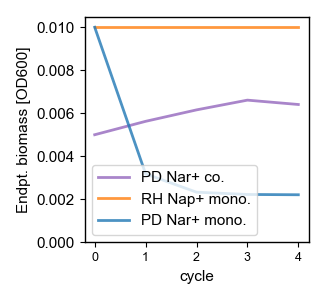 0.010
0.008
0.006
0.004
0.002
0.000
Endpt. biomass [OD600]
PD Nar+ co.
RH Nap+ mono.
PD Nar+ mono.
0 1 2 3 4
cycle